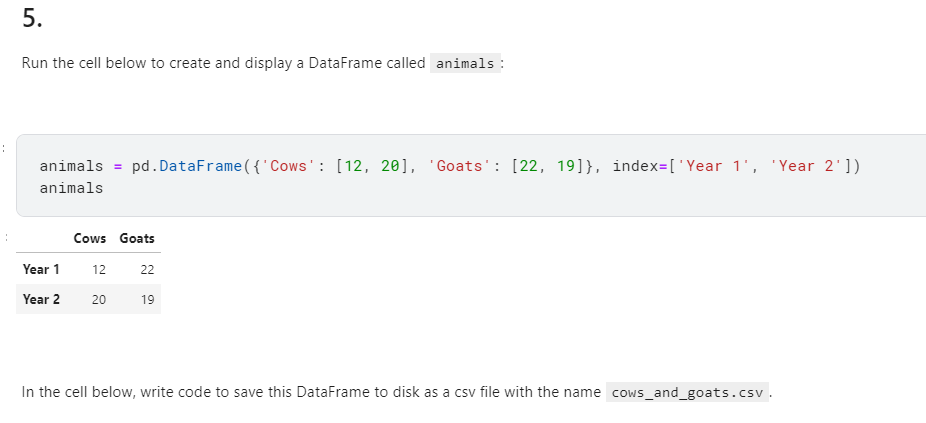 5.
Run the cell below to create and display a DataFrame called animals :
:
animals = pd.DataFrame({'Cows': [12, 20], 'Goats': [22, 19]}, index=['Year 1', 'Year 2'])
animals
:
Cows Goats
Year 1 12 22
Year 2 20 19
In the cell below, write code to save this DataFrame to disk as a csv file with the name cows_and_goats.csv .